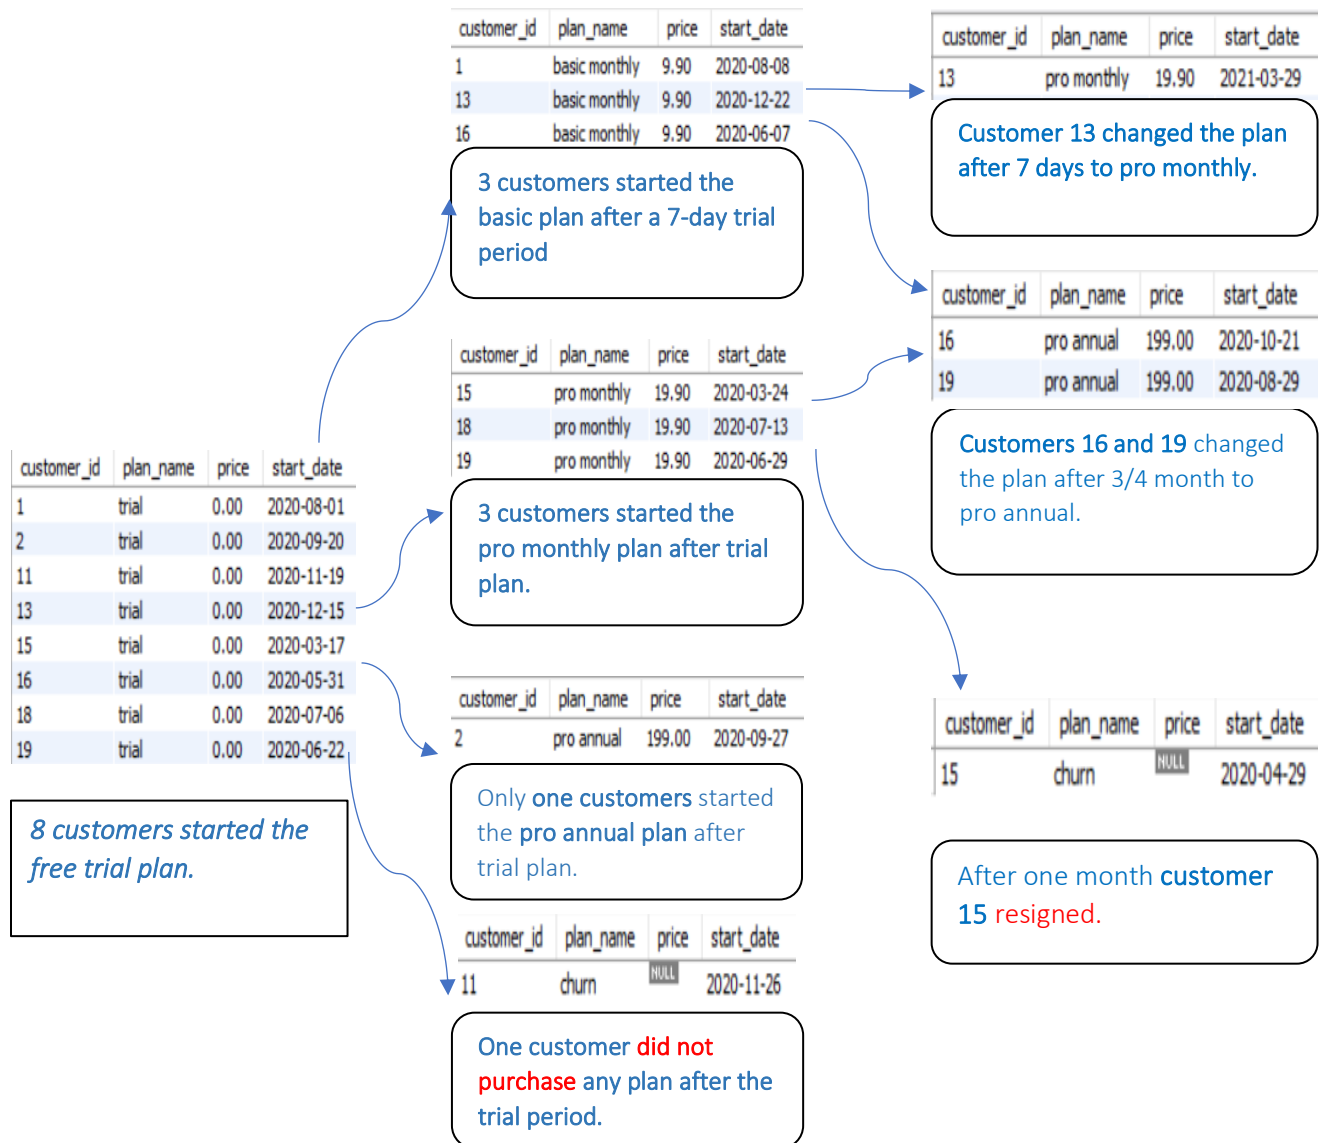 customer_id plan_name price start_date
1 trial 0.00 2020-08-01
2 trial 0.00 2020-09-20
11 trial 0.00 2020-11-19
13 trial 0.00 2020-12-15
15 trial 0.00 2020-03-17
16 trial 0.00 2020-05-31
18 trial 0.00 2020-07-06
19 trial 0.00 2020-06-22
8 customers started the
free trial plan.
customer_id plan_name price start_date
1 basic monthly 9.90 2020-08-08
13 basic monthly 9.90 2020-12-22
16 basic monthly 9.90 2020-06-07
3 customers started the
basic plan after a 7-day trial
period
customer_id plan_name price start_date
15 pro monthly 19.90 2020-03-24
18 pro monthly 19.90 2020-07-13
19 pro monthly 19.90 2020-06-29
3 customers started the
pro monthly plan after trial
plan.
customer_id plan_name price start_date
2 pro annual 199.00 2020-09-27
Only one customers started
the pro annual plan after
trial plan.
customer_id plan_name price start_date
11 churn NULL 2020-11-26
One customer did not
purchase any plan after the
trial period.
customer_id plan_name price start_date
13 pro monthly 19.90 2021-03-29
Customer 13 changed the plan
after 7 days to pro monthly.
customer_id plan_name price start_date
16 pro annual 199.00 2020-10-21
19 pro annual 199.00 2020-08-29
Customers 16 and 19 changed
the plan after 3/4 month to
pro annual.
customer_id plan_name price start_date
15 churn NULL 2020-04-29
After one month customer
15 resigned.